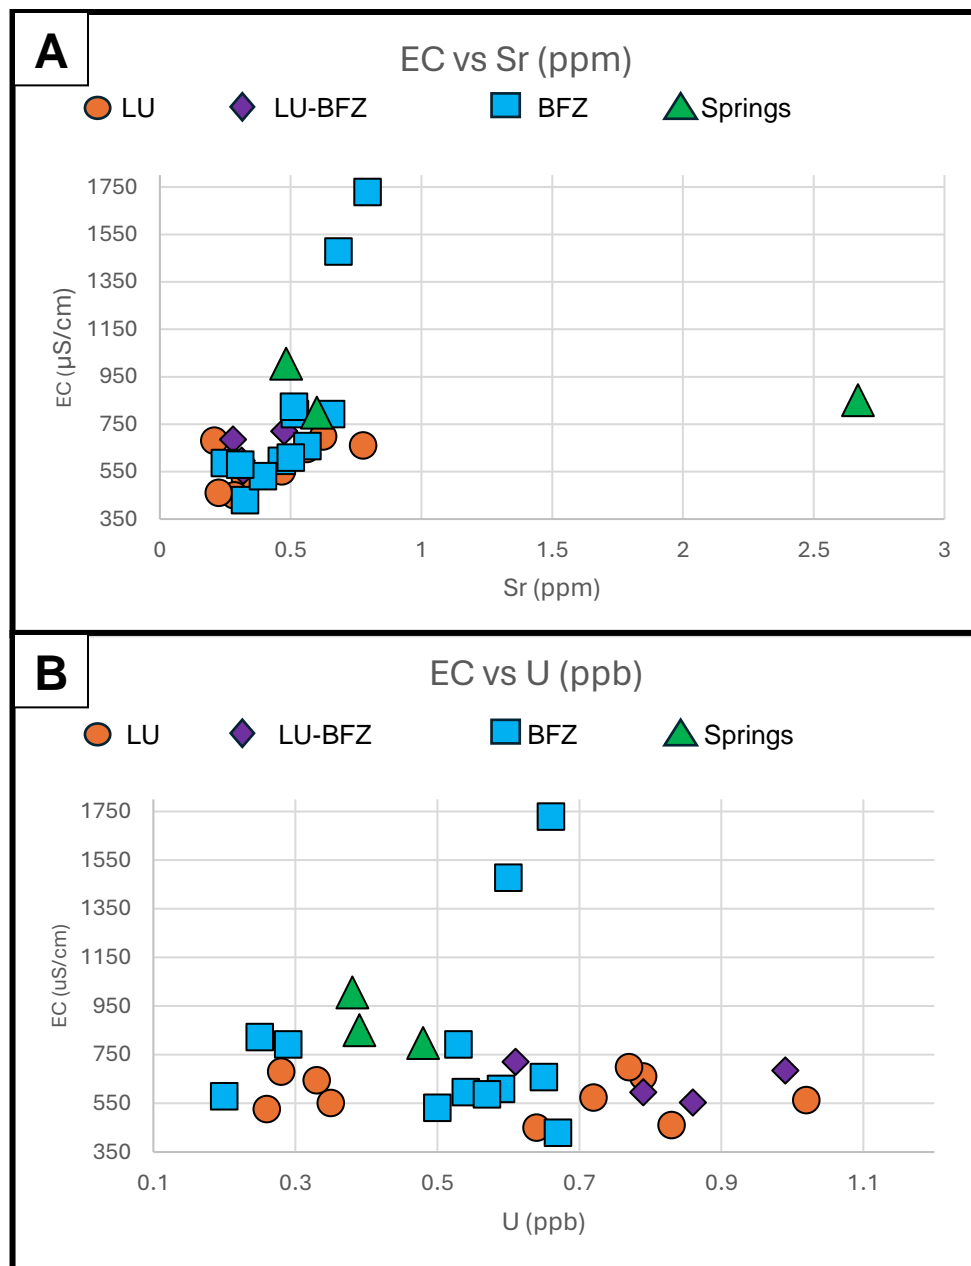 A
EC vs Sr (ppm)
LU LU-BFZ BFZ Springs
1750
1550
1350
1150
950
750
550
350
EC (µS/cm)
0 0.5 1 1.5 2 2.5 3
Sr (ppm)
B
EC vs U (ppb)
LU LU-BFZ BFZ Springs
1750
1550
1350
1150
950
750
550
350
EC (uS/cm)
0.1 0.3 0.5 0.7 0.9 1.1
U (ppb)